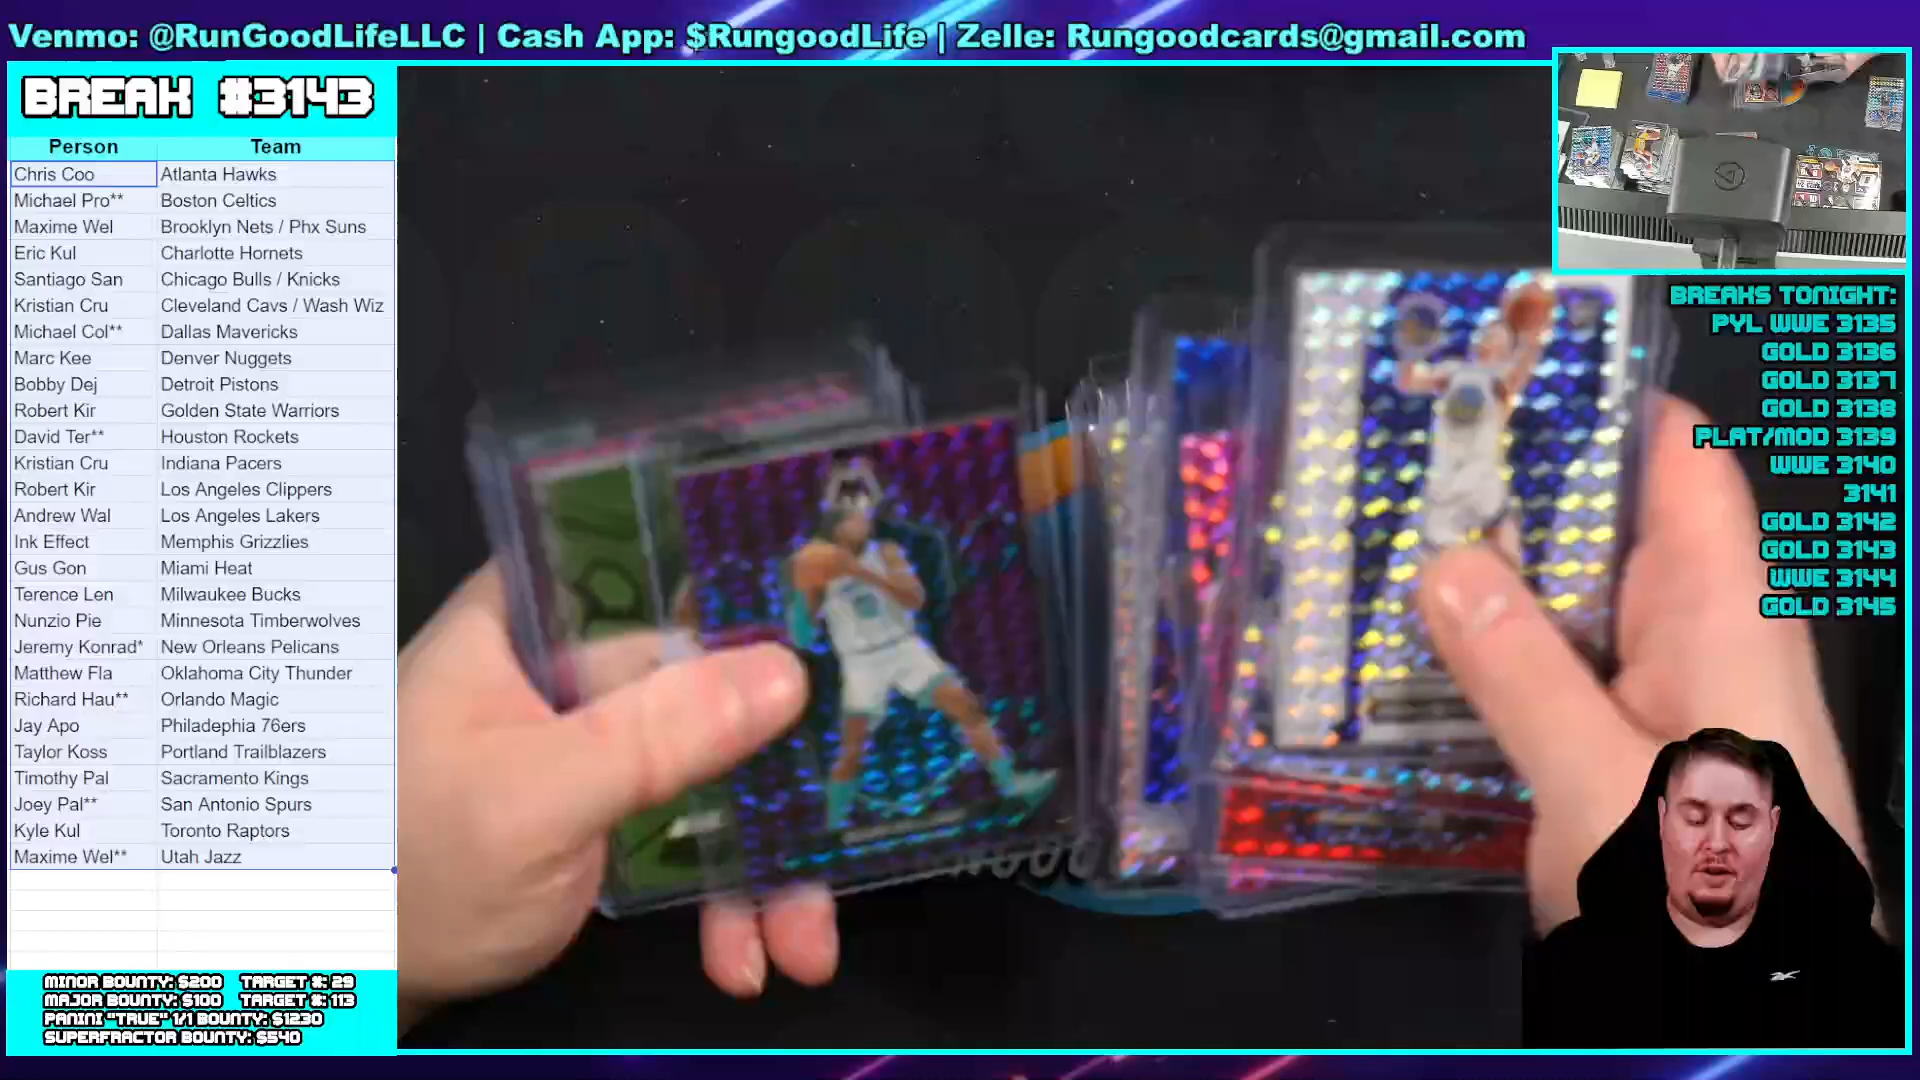 Venmo: @RunGoodLifeLLC | Cash App: $RungoodLife | Zelle: Rungoodcards@gmail.com
BREAK #3143
Person Team
Chris Coo Atlanta Hawks
Michael Pro** Boston Celtics
Maxime Wel Brooklyn Nets / Phx Suns
Eric Kul Charlotte Hornets
Santiago San Chicago Bulls / Knicks
Kristian Cru Cleveland Cavs / Wash Wiz
Michael Col** Dallas Mavericks
Marc Kee Denver Nuggets
Bobby Dej Detroit Pistons
Robert Kir Golden State Warriors
David Ter** Houston Rockets
Kristian Cru Indiana Pacers
Robert Kir Los Angeles Clippers
Andrew Wal Los Angeles Lakers
Ink Effect Memphis Grizzlies
Gus Gon Miami Heat
Terence Len Milwaukee Bucks
Nunzio Pie Minnesota Timberwolves
Jeremy Konrad* New Orleans Pelicans
Matthew Fla Oklahoma City Thunder
Richard Hau** Orlando Magic
Jay Apo Philadephia 76ers
Taylor Koss Portland Trailblazers
Timothy Pal Sacramento Kings
Joey Pal** San Antonio Spurs
Kyle Kul Toronto Raptors
Maxime Wel** Utah Jazz
MINOR BOUNTY: $200 TARGET #: 29
MAJOR BOUNTY: $100 TARGET #: 113
PANINI "TRUE" 1/1 BOUNTY: $1230
SUPERFRACTOR BOUNTY: $540
BREAKS TONIGHT:
PYL WWE 3135
GOLD 3136
GOLD 3137
GOLD 3138
PLAT/MOD 3139
WWE 3140
3141
GOLD 3142
GOLD 3143
WWE 3144
GOLD 3145